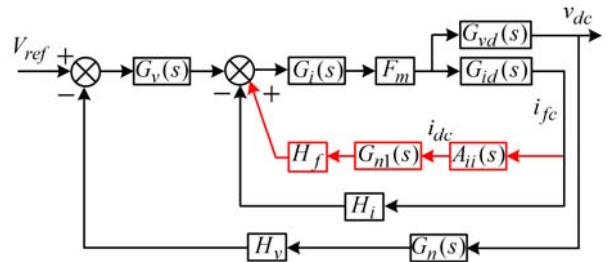 V_ref + − G_v(s) − + G_i(s) F_m G_vd(s) v_dc
G_id(s)
i_fc
H_f G_n1(s) i_dc A_ii(s)
H_i
H_v G_n(s)